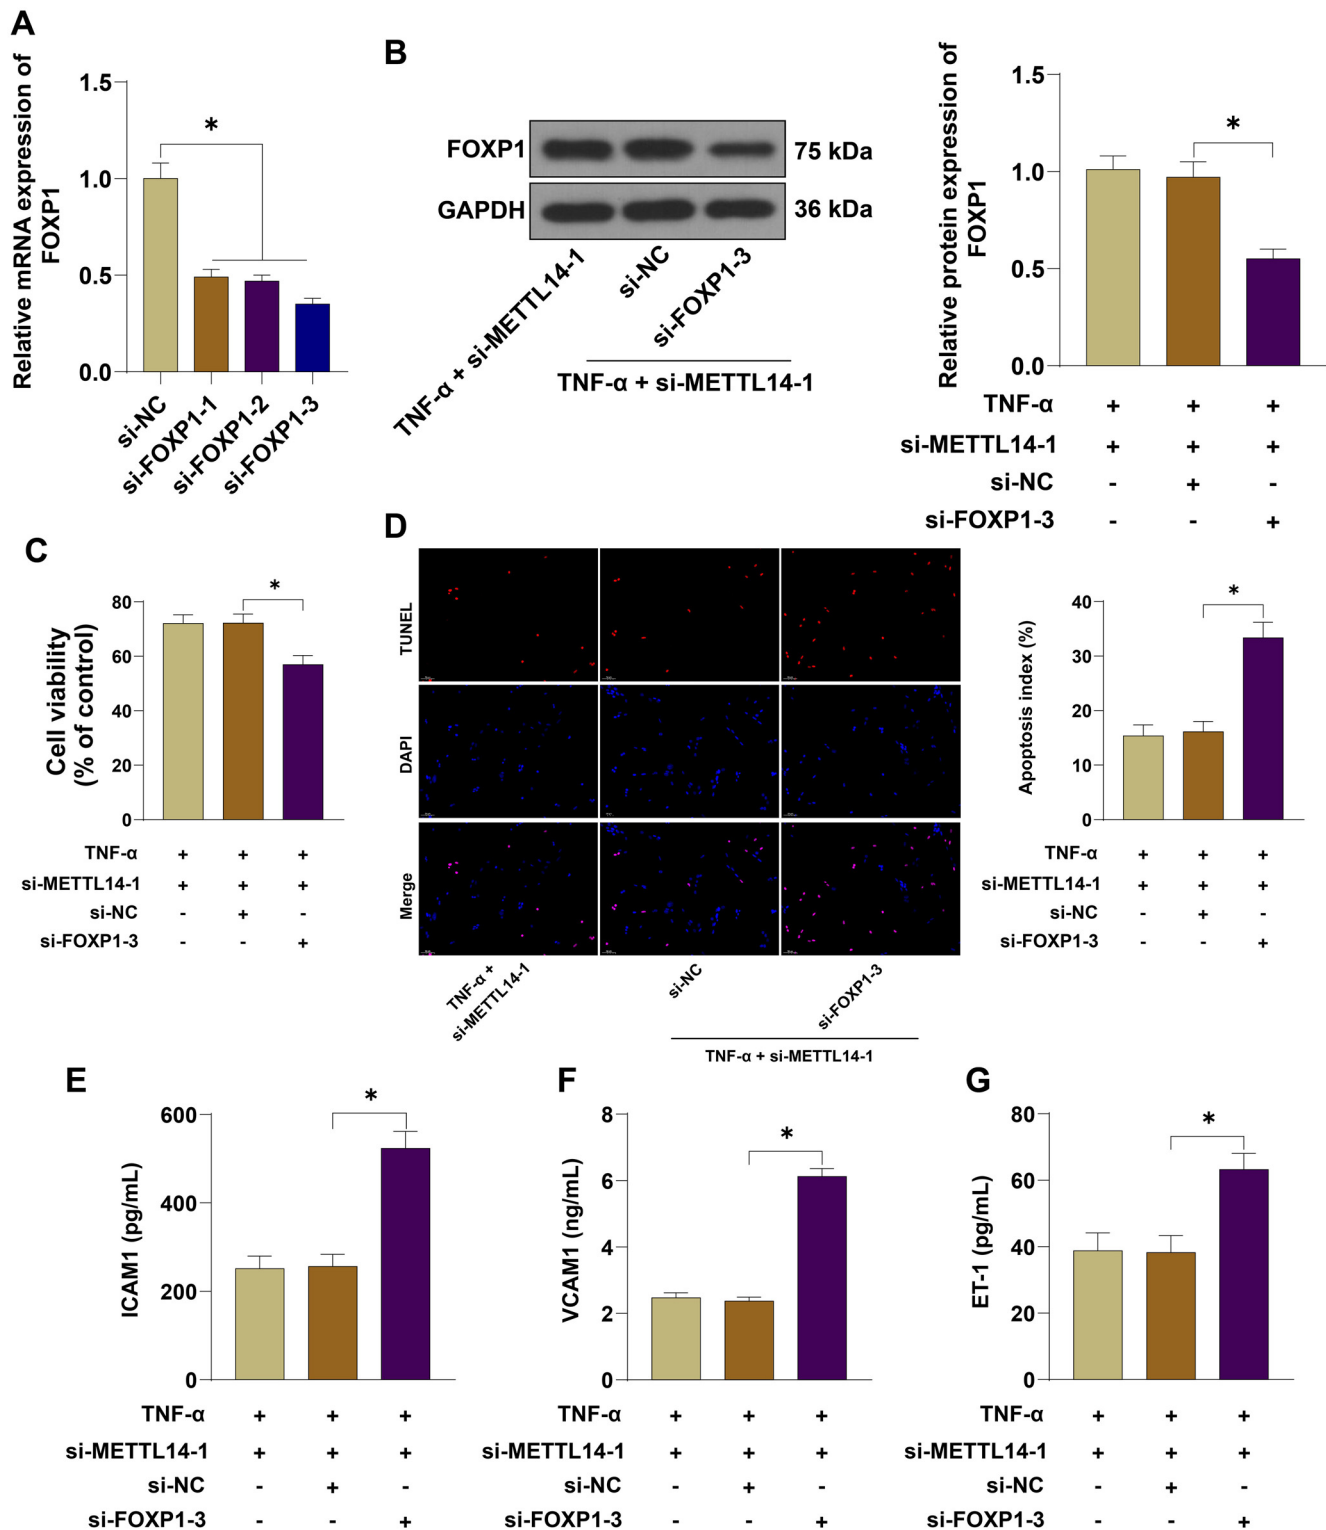 A
Relative mRNA expression of
FOXP1
1.5
1.0
0.5
0.0
*
si-NC
si-FOXP1-1
si-FOXP1-2
si-FOXP1-3
B
FOXP1
75 kDa
GAPDH
36 kDa
TNF-α + si-METTL14-1
si-NC
si-FOXP1-3
TNF-α + si-METTL14-1
Relative protein expression of
FOXP1
1.5
1.0
0.5
0.0
*
TNF-α + + +
si-METTL14-1 + + +
si-NC - + -
si-FOXP1-3 - - +
C
Cell viability
(% of control)
80
60
40
20
0
*
TNF-α + + +
si-METTL14-1 + + +
si-NC - + -
si-FOXP1-3 - - +
D
TUNEL
DAPI
Merge
TNF-α +
si-METTL14-1
si-NC
si-FOXP1-3
TNF-α + si-METTL14-1
Apoptosis index (%)
40
30
20
10
0
*
TNF-α + + +
si-METTL14-1 + + +
si-NC - + -
si-FOXP1-3 - - +
E
ICAM1 (pg/mL)
600
400
200
0
*
TNF-α + + +
si-METTL14-1 + + +
si-NC - + -
si-FOXP1-3 - - +
F
VCAM1 (ng/mL)
8
6
4
2
0
*
TNF-α + + +
si-METTL14-1 + + +
si-NC - + -
si-FOXP1-3 - - +
G
ET-1 (pg/mL)
80
60
40
20
0
*
TNF-α + + +
si-METTL14-1 + + +
si-NC - + -
si-FOXP1-3 - - +